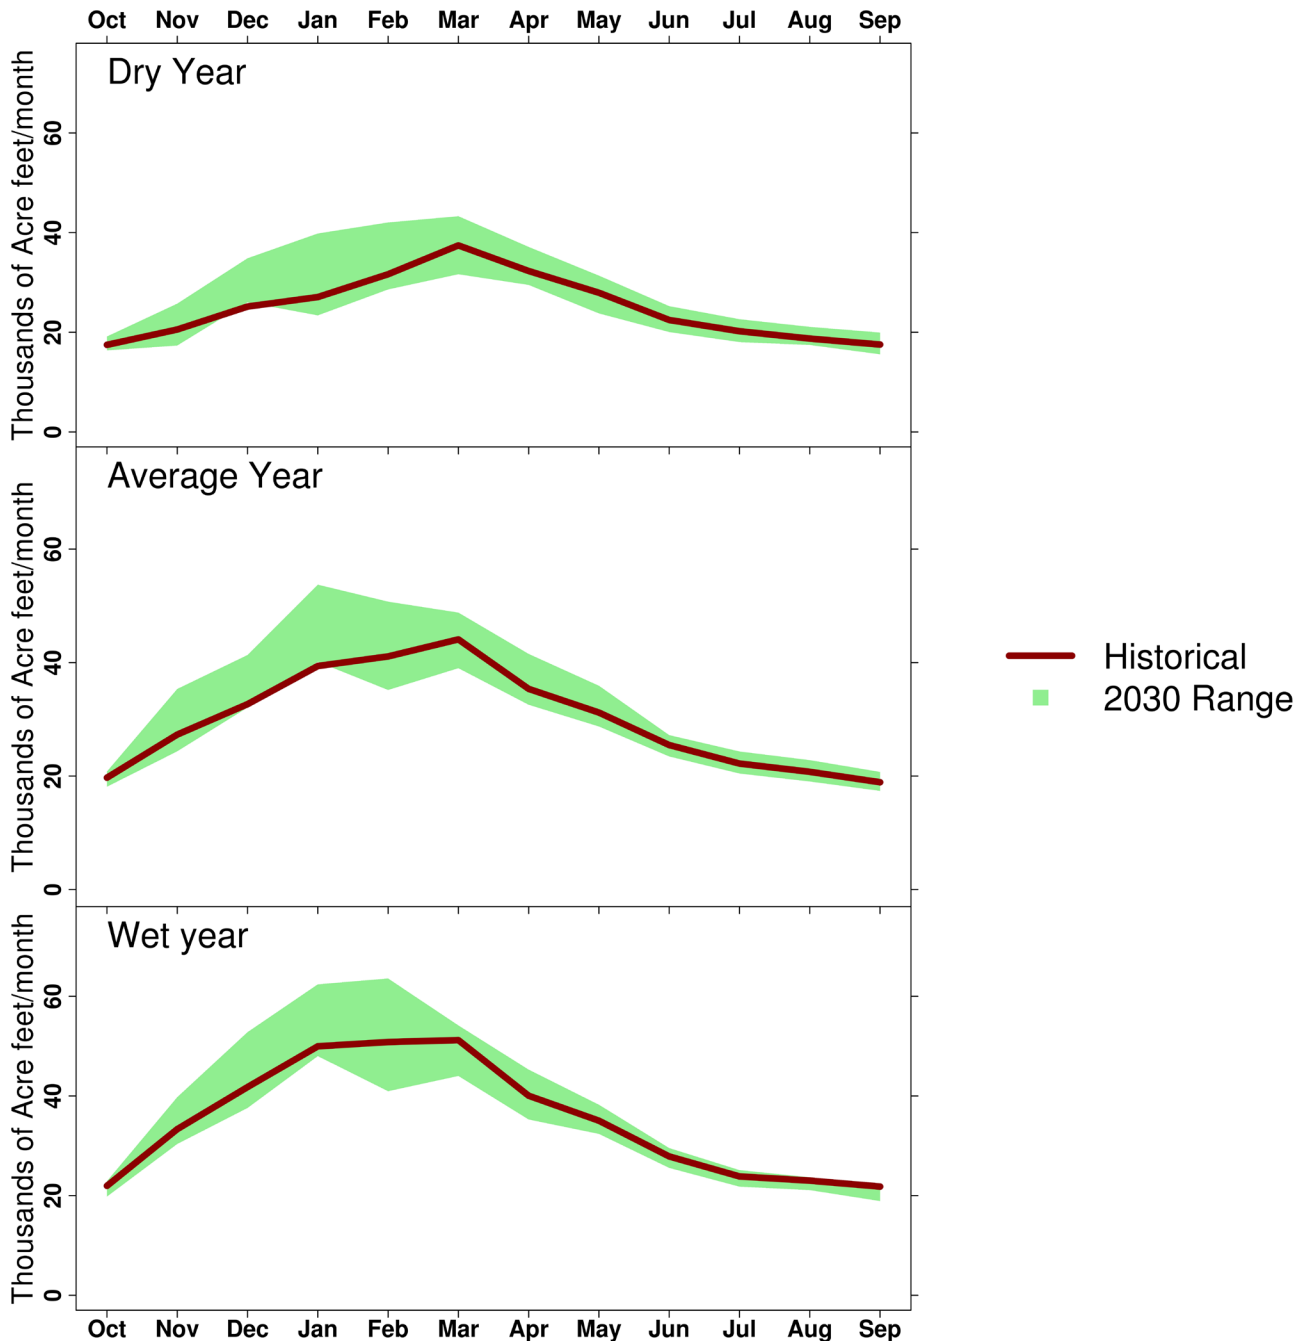 Oct Nov Dec Jan Feb Mar Apr May Jun Jul Aug Sep
Dry Year
Thousands of Acre feet/month
60
40
20
0
Average Year
Thousands of Acre feet/month
60
40
20
0
Historical
2030 Range
Wet year
Thousands of Acre feet/month
60
40
20
0
Oct Nov Dec Jan Feb Mar Apr May Jun Jul Aug Sep